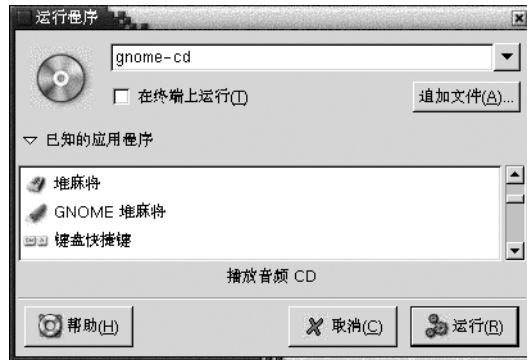 运行程序
gnome-cd
在终端上运行(T)
追加文件(A)...
已知的应用程序
堆麻将
GNOME 堆麻将
键盘快捷键
播放音频 CD
帮助(H)
取消(C)
运行(R)